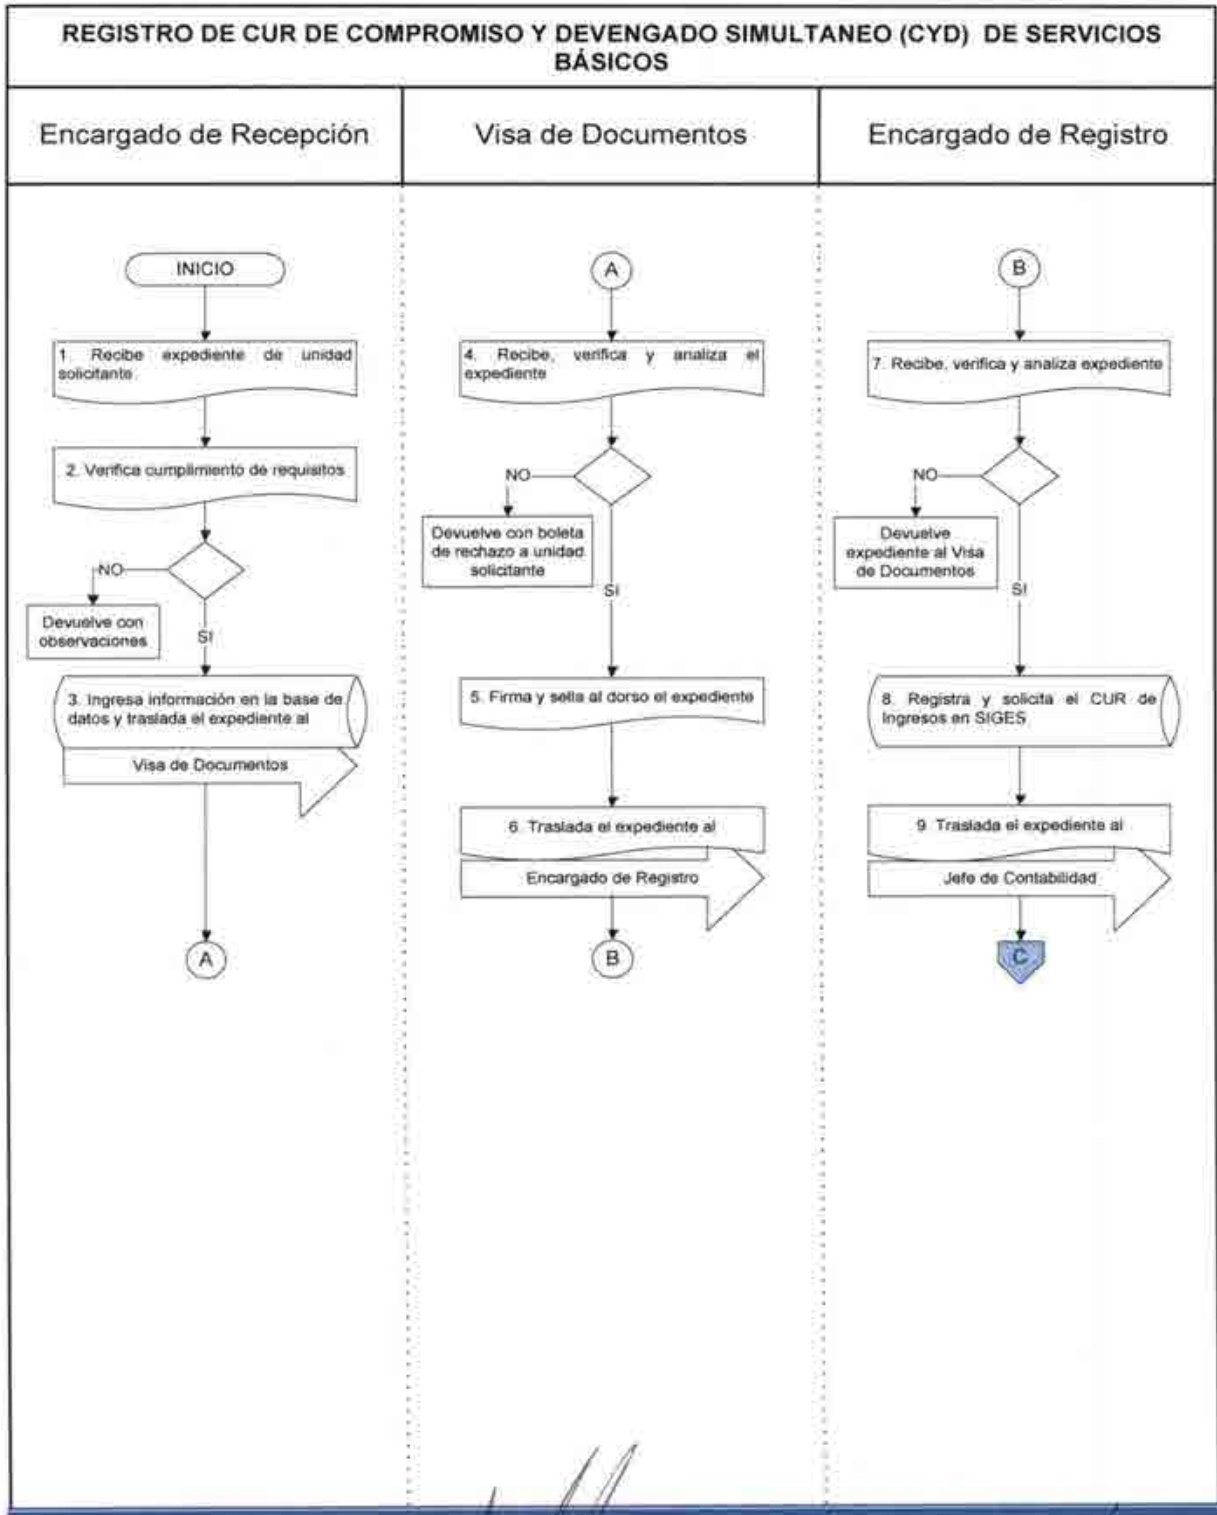 REGISTRO DE CUR DE COMPROMISO Y DEVENGADO SIMULTANEO (CYD) DE SERVICIOS
BÁSICOS
Encargado de Recepción
Visa de Documentos
Encargado de Registro
INICIO
1. Recibe expediente de unidad
solicitante
2. Verifica cumplimiento de requisitos
NO
Devuelve con
observaciones
SI
3. Ingresa información en la base de
datos y traslada el expediente al
Visa de Documentos
A
A
4. Recibe, verifica y analiza el
expediente
NO
Devuelve con boleta
de rechazo a unidad
solicitante
SI
5. Firma y sella al dorso el expediente
6. Traslada el expediente al
Encargado de Registro
B
B
7. Recibe, verifica y analiza expediente
NO
Devuelve
expediente al Visa
de Documentos
SI
8. Registra y solicita el CUR de
Ingresos en SIGES
9. Traslada el expediente al
Jefe de Contabilidad
C